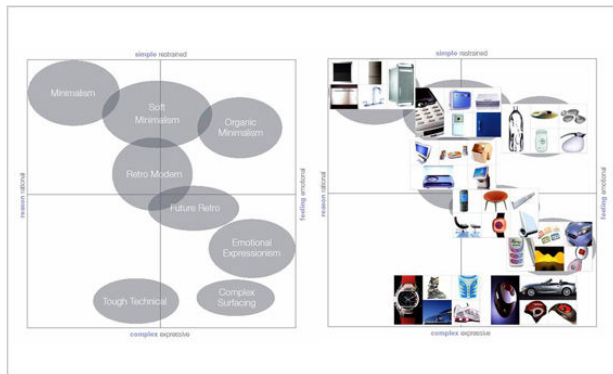 simple restrained
Minimalism
Soft
Minimalism
Organic
Minimalism
Retro Modern
reason rational
feeling emotional
Future Retro
Emotional
Expressionism
Tough Technical
Complex
Surfacing
complex expressive
simple restrained
reason rational
feeling emotional
complex expressive